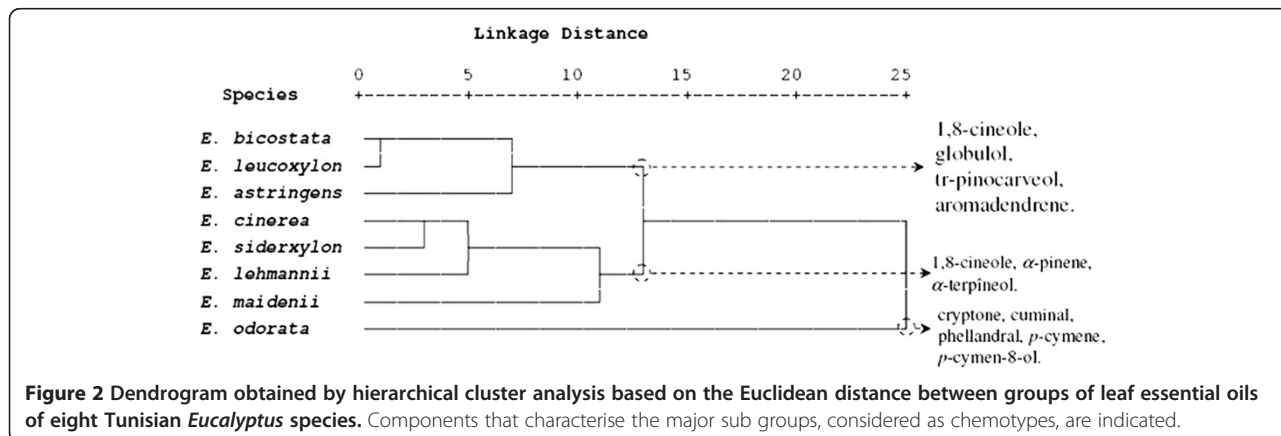 Linkage Distance
0 5 10 15 20 25
Species +---------+---------+---------+---------+---------+
E. bicostata
E. leucoxylon
E. astringens
E. cinerea
E. siderxylon
E. lehmannii
E. maidenii
E. odorata
1,8-cineole,
globulol,
tr-pinocarveol,
aromadendrene.
1,8-cineole, α-pinene,
α-terpîneol.
cryptone, cuminal,
phellandral, p-cymene,
p-cymen-8-ol.
Figure 2 Dendrogram obtained by hierarchical cluster analysis based on the Euclidean distance between groups of leaf essential oils
of eight Tunisian Eucalyptus species. Components that characterise the major sub groups, considered as chemotypes, are indicated.